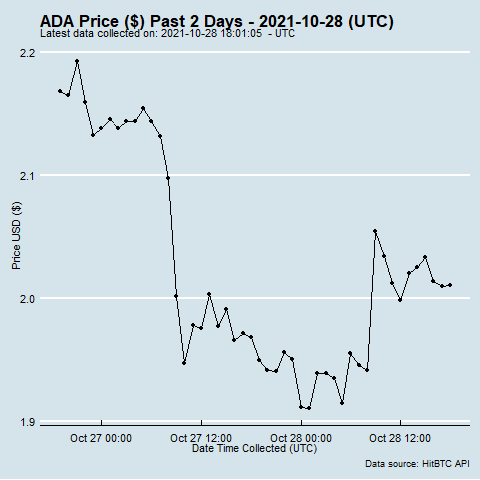 ADA Price ($) Past 2 Days - 2021-10-28 (UTC)
Latest data collected on: 2021-10-28 18:01:05  - UTC
2.2
2.1
2.0
1.9
Price USD ($)
Oct 27 00:00
Oct 27 12:00
Oct 28 00:00
Oct 28 12:00
Date Time Collected (UTC)
Data source: HitBTC API